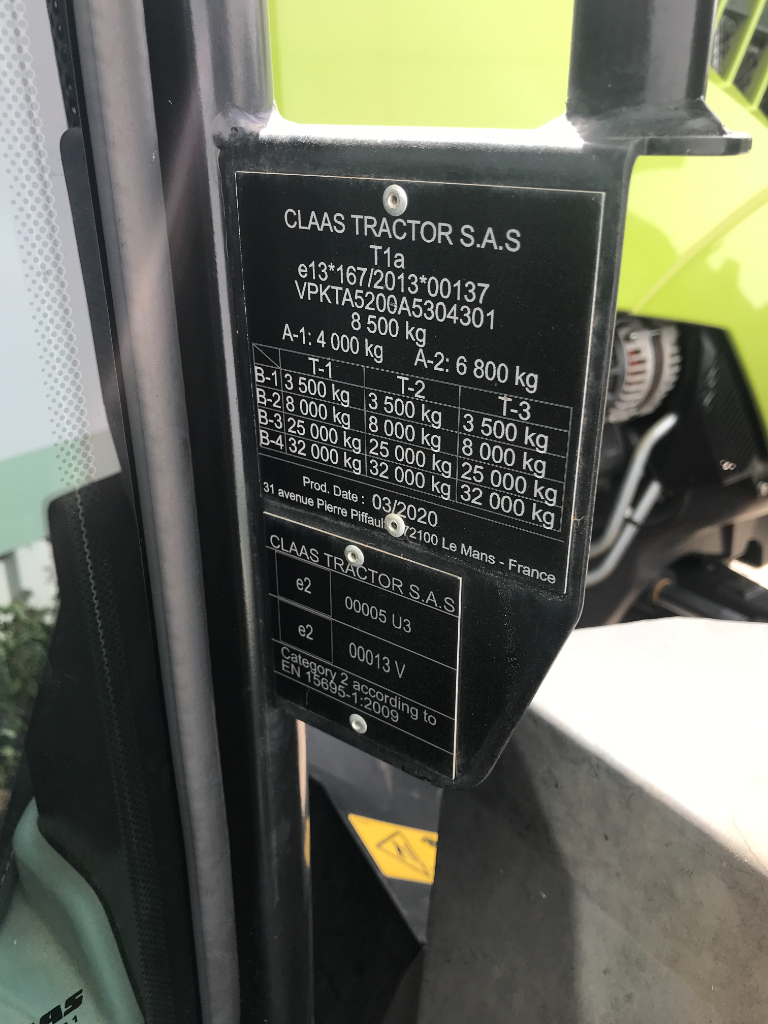 CLAAS TRACTOR S.A.S
T1a
e13*167/2013*00137
VPKTA5200A5304301
8 500 kg
A-1: 4 000 kg A-2: 6 800 kg
T-1 T-2 T-3
B-1 3 500 kg 3 500 kg 3 500 kg
B-2 8 000 kg 8 000 kg 8 000 kg
B-3 25 000 kg 25 000 kg 25 000 kg
B-4 32 000 kg 32 000 kg 32 000 kg
Prod. Date : 03/2020
31 avenue Pierre 72100 Le Mans - France
CLAAS TRACTOR S.A.S
e2 00005 U3
e2 00013 V
Category 2 according to
EN 15695-1:2009